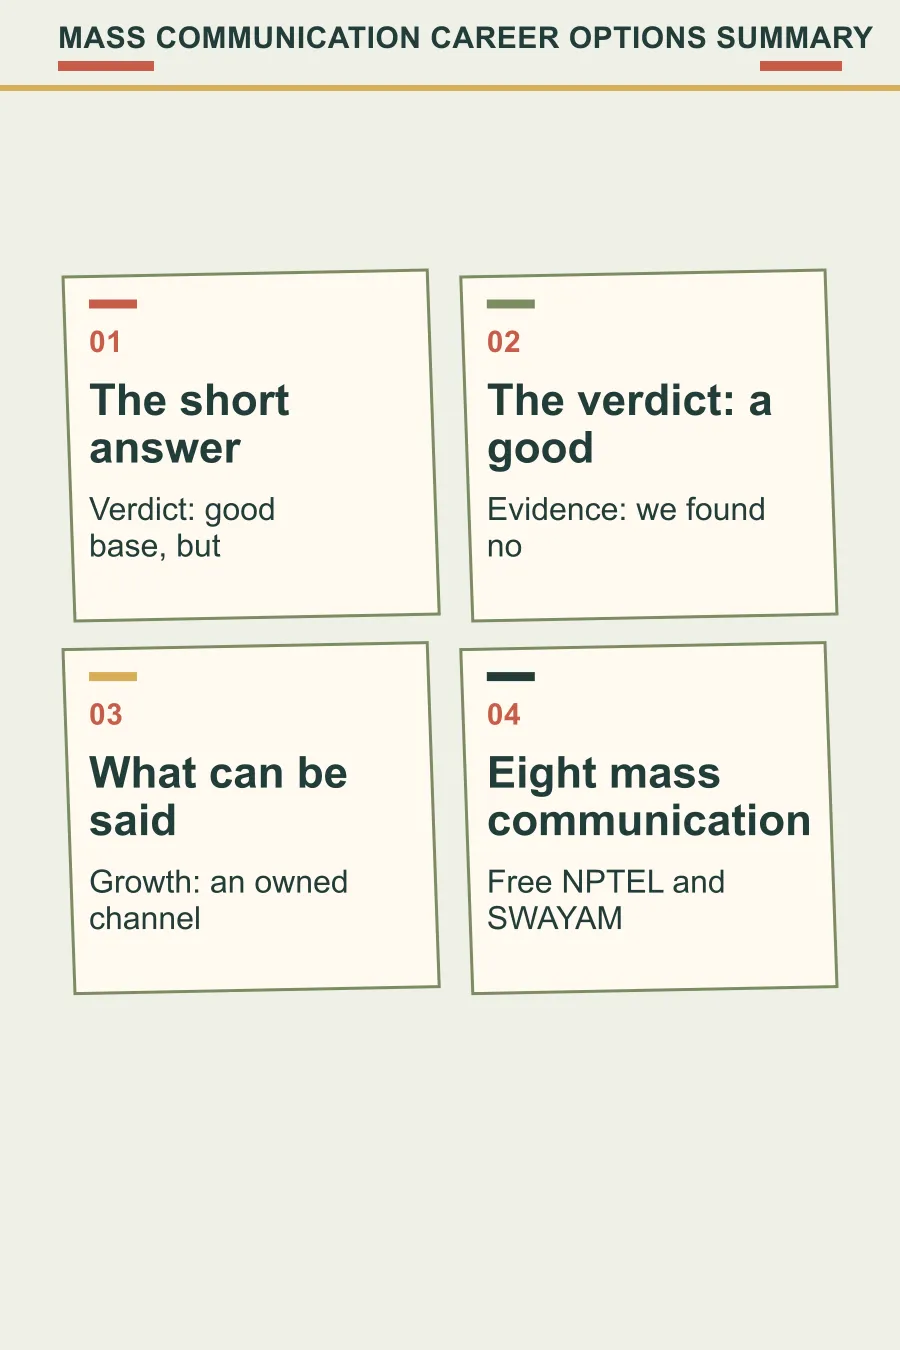 MASS COMMUNICATION CAREER OPTIONS SUMMARY
01
The short
answer
Verdict: good
base, but
02
The verdict: a
good
Evidence: we found
no
03
What can be
said
Growth: an owned
channel
04
Eight mass
communication
Free NPTEL and
SWAYAM